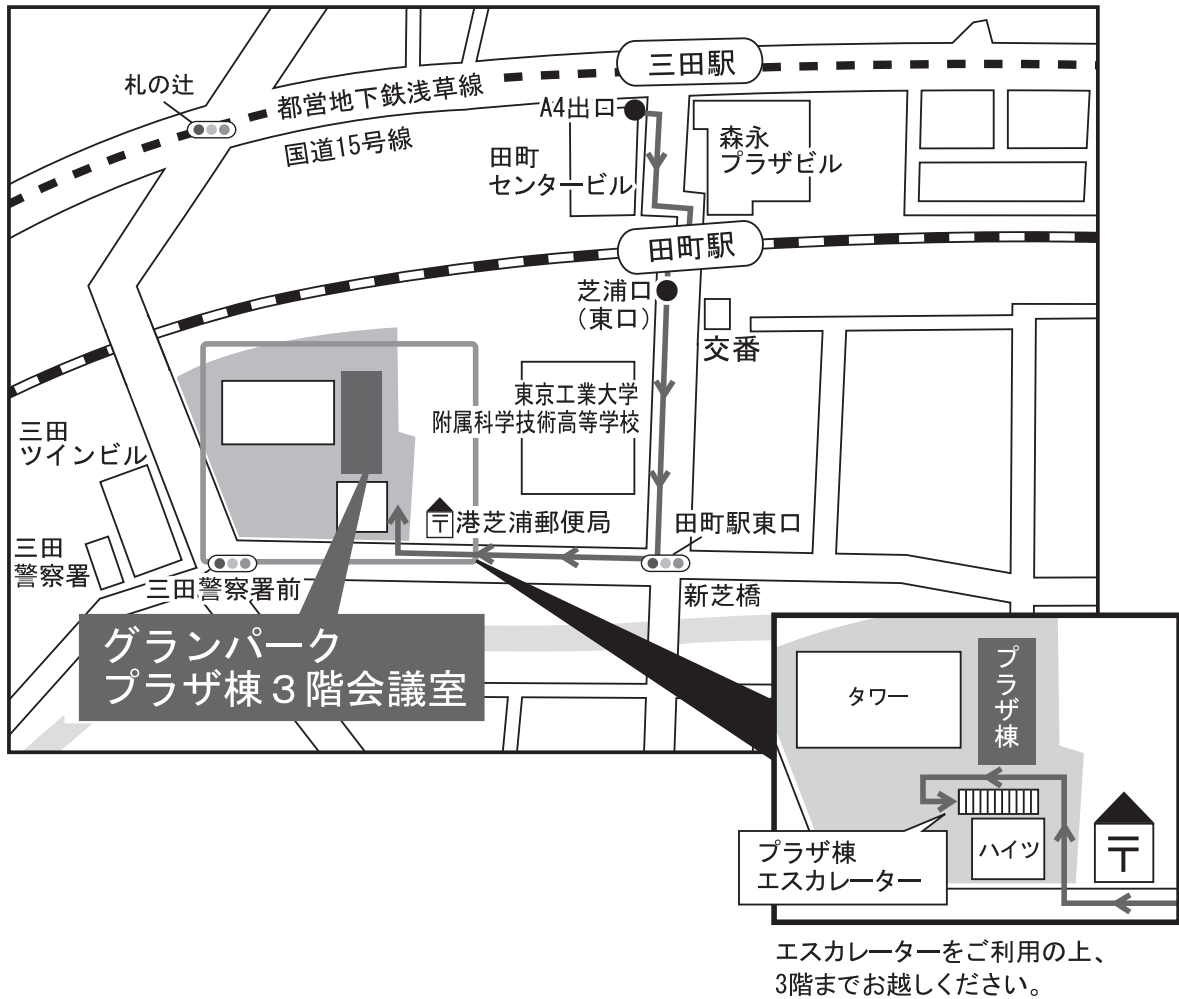 三田駅
札の辻
都営地下鉄浅草線
A4出口
国道15号線
森永
プラザビル
田町
センタービル
田町駅
芝浦口
(東口)
交番
東京工業大学
附属科学技術高等学校
三田
ツインビル
〒港芝浦郵便局
田町駅東口
三田
警察署
三田警察署前
新芝橋
グランパーク
プラザ棟3階会議室
タワー
プラザ棟
プラザ棟
エスカレーター
ハイツ
〒
エスカレーターをご利用の上、
3階までお越しください。